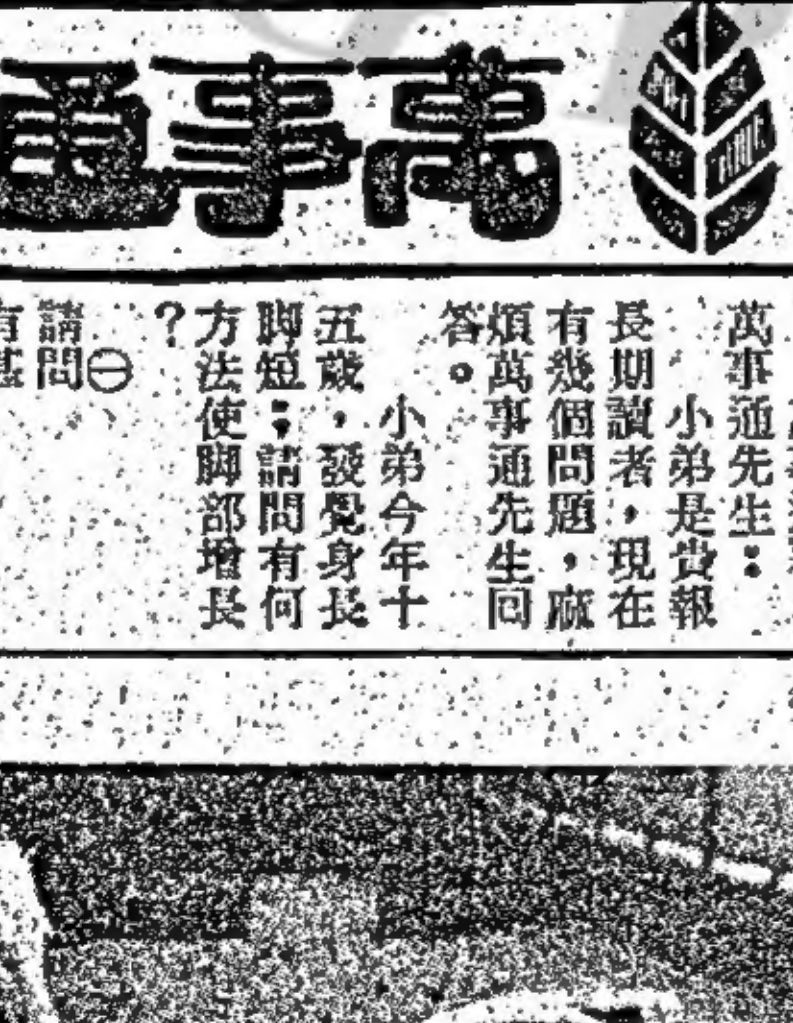 萬事通
萬事通先生：
小弟是貴報
長期讀者，現在
有幾個問題，麻
煩萬事通先生回
答。
小弟今年十
五歲，發覺身長
脚短；請問有何
方法使脚部增長
？
㊀
請問